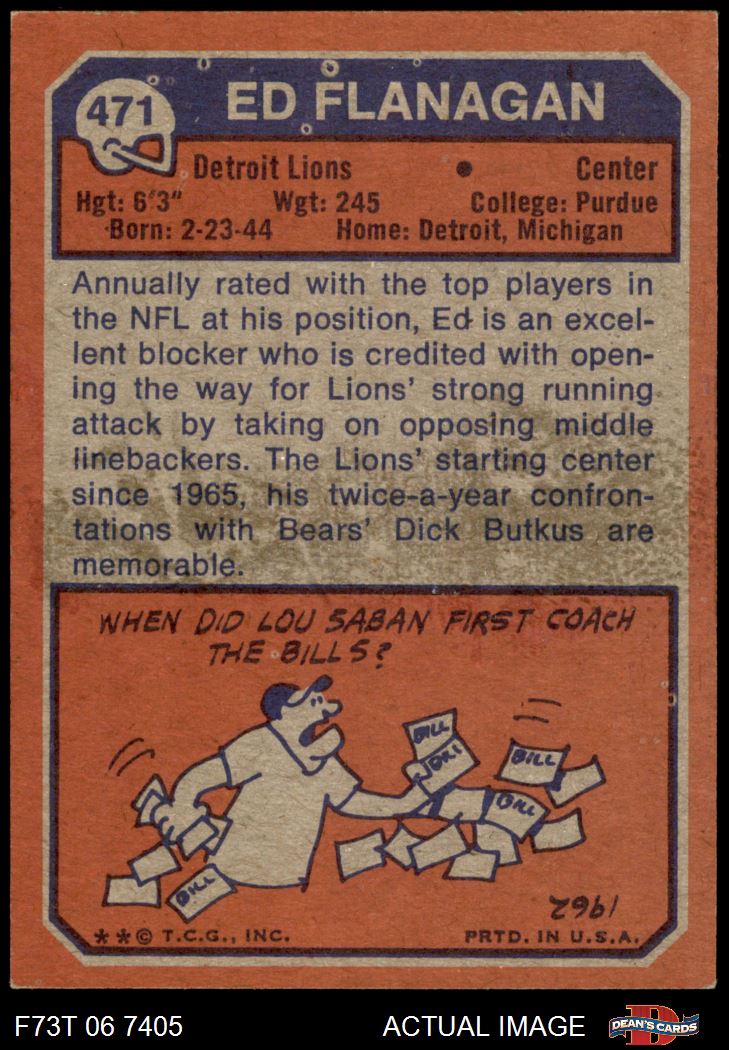 471
ED FLANAGAN
Detroit Lions • Center
Hgt: 6'3" Wgt: 245 College: Purdue
Born: 2-23-44 Home: Detroit, Michigan
Annually rated with the top players in
the NFL at his position, Ed is an excel-
lent blocker who is credited with open-
ing the way for Lions' strong running
attack by taking on opposing middle
linebackers. The Lions' starting center
since 1965, his twice-a-year confron-
tations with Bears' Dick Butkus are
memorable.
WHEN DID LOU SABAN FIRST COACH
THE BILLS?
BILL
BILL
BILL
BILL
BILL
1962
**© T.C.G., INC. PRTD. IN U.S.A.
F73T 06 7405 ACTUAL IMAGE
DEAN'S CARDS